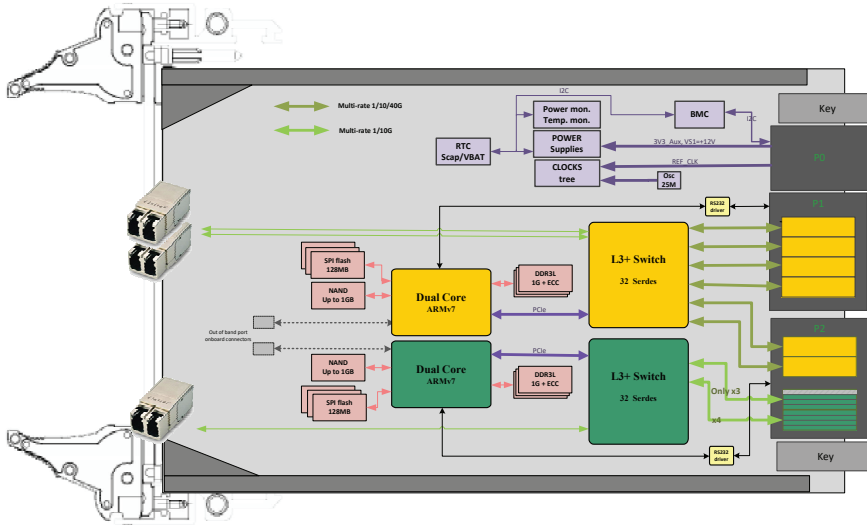 I2C
Multi-rate 1/10/40G
Multi-rate 1/10G
Power mon.
Temp. mon.
BMC
I2C
Key
RTC
Scap/VBAT
POWER
Supplies
3V3_Aux, VS1=+12V
P0
CLOCKS
tree
REF_CLK
Osc
25M
RS232
driver
P1
SPI flash
128MB
NAND
Up to 1GB
Dual Core
ARMv7
DDR3L
1G + ECC
L3+ Switch
32 Serdes
PCIe
Out of band port
onboard connectors
P2
NAND
Up to 1GB
SPI flash
128MB
Dual Core
ARMv7
PCIe
DDR3L
1G + ECC
L3+ Switch
32 Serdes
Only x3
x4
RS232
driver
Key